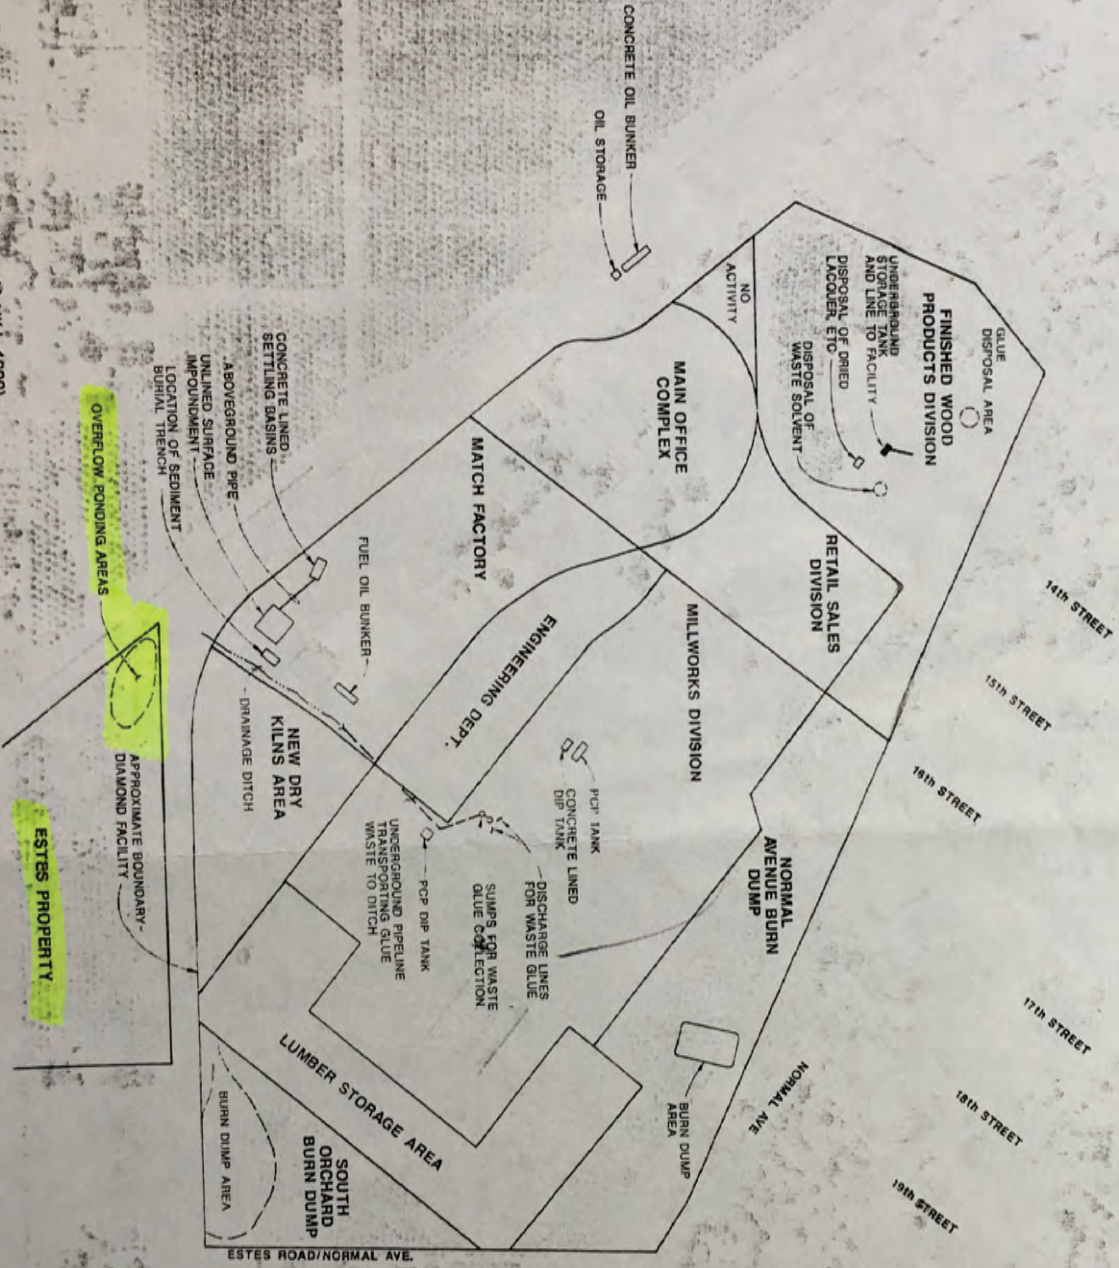 14th STREET
15th STREET
16th STREET
17th STREET
18th STREET
19th STREET
NORMAL AVE
GLUE
DISPOSAL AREA
FINISHED WOOD
PRODUCTS DIVISION
UNDERGROUND
STORAGE TANK
AND LINE TO FACILITY
DISPOSAL OF DRIED
LACQUER, ETC
DISPOSAL OF
WASTE SOLVENT
RETAIL SALES
DIVISION
NORMAL
AVENUE BURN
DUMP
BURN DUMP
AREA
NO
ACTIVITY
MAIN OFFICE
COMPLEX
MILLWORKS DIVISION
CONCRETE OIL BUNKER
OIL STORAGE
PCP TANK
CONCRETE LINED
DIP TANK
DISCHARGE LINES
FOR WASTE GLUE
SUMPS FOR WASTE
GLUE COLLECTION
MATCH FACTORY
ENGINEERING DEPT.
PCP DIP TANK
UNDERGROUND PIPELINE
TRANSPORTING GLUE
WASTE TO DITCH
FUEL OIL BUNKER
NEW DRY
KILNS AREA
DRAINAGE DITCH
LUMBER STORAGE AREA
SOUTH
ORCHARD
BURN DUMP
BURN DUMP AREA
ESTES ROAD/NORMAL AVE.
CONCRETE LINED
SETTLING BASINS
ABOVEGROUND PIPE
UNLINED SURFACE
IMPOUNDMENT
LOCATION OF SEDIMENT
BURIAL TRENCH
OVERFLOW PONDING AREAS
APPROXIMATE BOUNDARY-
DIAMOND FACILITY
ESTES PROPERTY